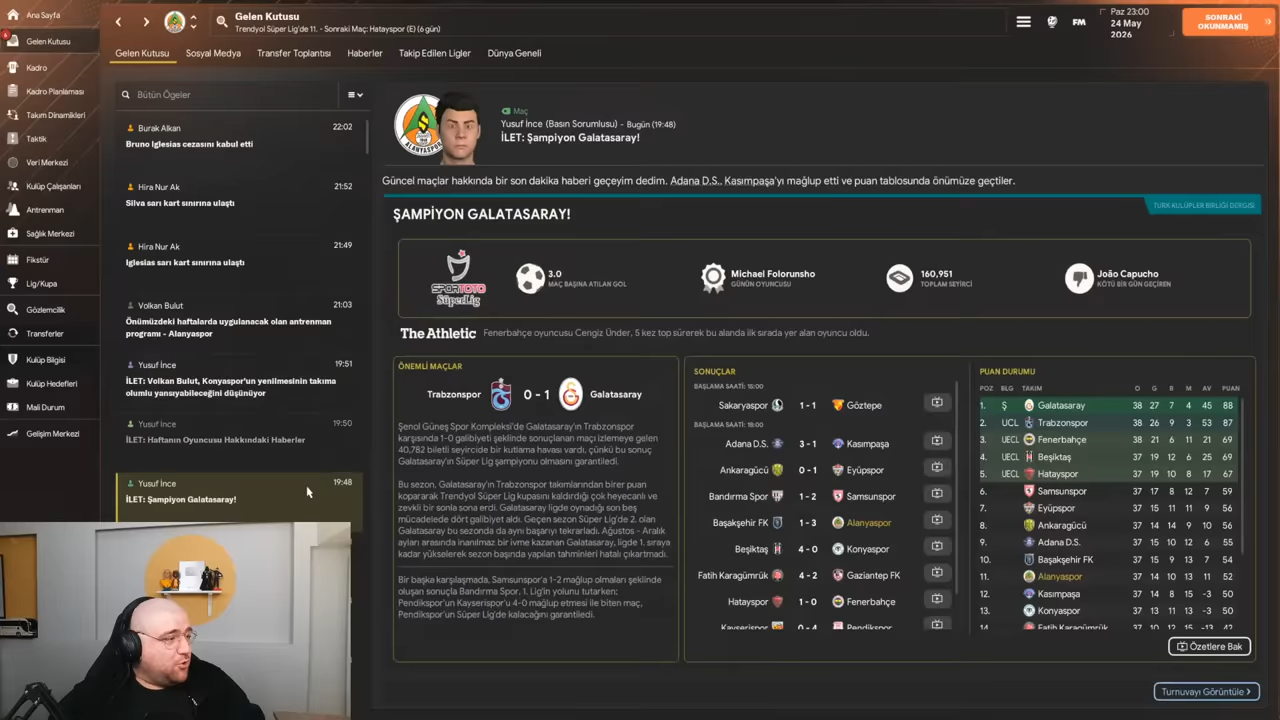 Ana Sayfa
6
Gelen Kutusu
Kadro
Kadro Planlaması
Takım Dinamikleri
Taktik
Veri Merkezi
Kulüp Çalışanları
Antrenman
Sağlık Merkezi
Fikstür
Lig/Kupa
Gözlemcilik
Transferler
Kulüp Bilgisi
Kulüp Hedefleri
Mali Durum
Gelişim Merkezi
Gelen Kutusu
Trendyol Süper Lig'de 11. - Sonraki Maç: Hatayspor (E) (6 gün)
FM
Paz 23:00
24 May
2026
SONRAKİ
OKUNMAMIŞ
Gelen Kutusu Sosyal Medya Transfer Toplantısı Haberler Takip Edilen Ligler Dünya Geneli
Bütün Ögeler
Burak Alkan 22:02
Bruno Iglesias cezasını kabul etti
Hira Nur Ak 21:52
Silva sarı kart sınırına ulaştı
Hira Nur Ak 21:49
Iglesias sarı kart sınırına ulaştı
Volkan Bulut 21:03
Önümüzdeki haftalarda uygulanacak olan antrenman
programı - Alanyaspor
Yusuf İnce 19:51
İLET: Volkan Bulut, Konyaspor'un yenilmesinin takıma
olumlu yansıyabileceğini düşünüyor
Yusuf İnce 19:50
İLET: Haftanın Oyuncusu Hakkındaki Haberler
Yusuf İnce 19:48
İLET: Şampiyon Galatasaray!
ALANYASPOR
Maç
Yusuf İnce (Basın Sorumlusu) - Bugün (19:48)
İLET: Şampiyon Galatasaray!
Güncel maçlar hakkında bir son dakika haberi geçeyim dedim. Adana D.S., Kasımpaşa'yı mağlup etti ve puan tablosunda önümüze geçtiler.
TÜRK-KULÜPLER BİRLİĞİ DERGİSİ
ŞAMPİYON GALATASARAY!
SPORTOTO
SüperLig
3.0
MAÇ BAŞINA ATILAN GOL
Michael Folorunsho
GÜNÜN OYUNCUSU
160,951
TOPLAM SEYİRCİ
João Capucho
KÖTÜ BİR GÜN GEÇİREN
The Athletic Fenerbahçe oyuncusu Cengiz Ünder, 5 kez top sürerek bu alanda ilk sırada yer alan oyuncu oldu.
ÖNEMLİ MAÇLAR
Trabzonspor 0 - 1 Galatasaray
Şenol Güneş Spor Kompleksi'de Galatasaray'ın Trabzonspor
karşısında 1-0 galibiyeti şeklinde sonuçlanan maçı izlemeye gelen
40,782 biletli seyircide bir kutlama havası vardı, çünkü bu sonuç
Galatasaray'ın Süper Lig şampiyonu olmasını garantiledi.
Bu sezon, Galatasaray'ın Trabzonspor takımlarından birer puan
kopararak Trendyol Süper Lig kupasını kaldırdığı çok heyecanlı ve
zevkli bir sonla sona erdi. Galatasaray ligde oynadığı son beş
mücadelede dört galibiyet aldı. Geçen sezon Süper Lig'de 2. olan
Galatasaray bu sezonda da aynı başarıyı tekrarladı. Ağustos - Aralık
ayları arasında inanılmaz bir ivme kazanan Galatasaray, ligde 1. sıraya
kadar yükselerek sezon başında yapılan tahminleri hatalı çıkartmadı.
Bir başka karşılaşmada, Samsunspor'a 1-2 mağlup olmaları şeklinde
oluşan sonuçla Bandırma Spor, 1. Lig'in yolunu tutarken;
Pendikspor'un Kayserispor'u 4-0 mağlup etmesi ile biten maç,
Pendikspor'un Süper Lig'de kalacağını garantiledi.
SONUÇLAR
BAŞLAMA SAATİ: 16:00
Sakaryaspor 1 - 1 Göztepe
BAŞLAMA SAATİ: 18:00
Adana D.S. 3 - 1 Kasımpaşa
Ankaragücü 0 - 1 Eyüpspor
Bandırma Spor 1 - 2 Samsunspor
Başakşehir FK 1 - 3 Alanyaspor
Beşiktaş 4 - 0 Konyaspor
Fatih Karagümrük 4 - 2 Gaziantep FK
Hatayspor 1 - 0 Fenerbahçe
Kayserispor 0 - 4 Pendikspor
PUAN DURUMU
POZ BLG TAKIM O G B M AV PUAN
1. Ş Galatasaray 38 27 7 4 45 88
2. UCL Trabzonspor 38 26 9 3 53 87
3. UECL Fenerbahçe 38 21 6 11 21 69
4. UECL Beşiktaş 37 19 12 6 25 69
5. UECL Hatayspor 37 19 10 8 17 67
6. Samsunspor 37 17 8 12 7 59
7. Eyüpspor 37 15 11 11 9 56
8. Ankaragücü 37 14 14 9 10 56
9. Adana D.S. 37 15 10 12 6 55
10. Başakşehir FK 37 15 9 13 7 54
11. Alanyaspor 37 14 10 13 11 52
12. Kasımpaşa 37 14 8 15 -3 50
13. Konyaspor 37 13 11 13 -3 50
14. Fatih Karagümrük 37 10 12 15 -13 42
Özetlere Bak
Turnuvayı Görüntüle